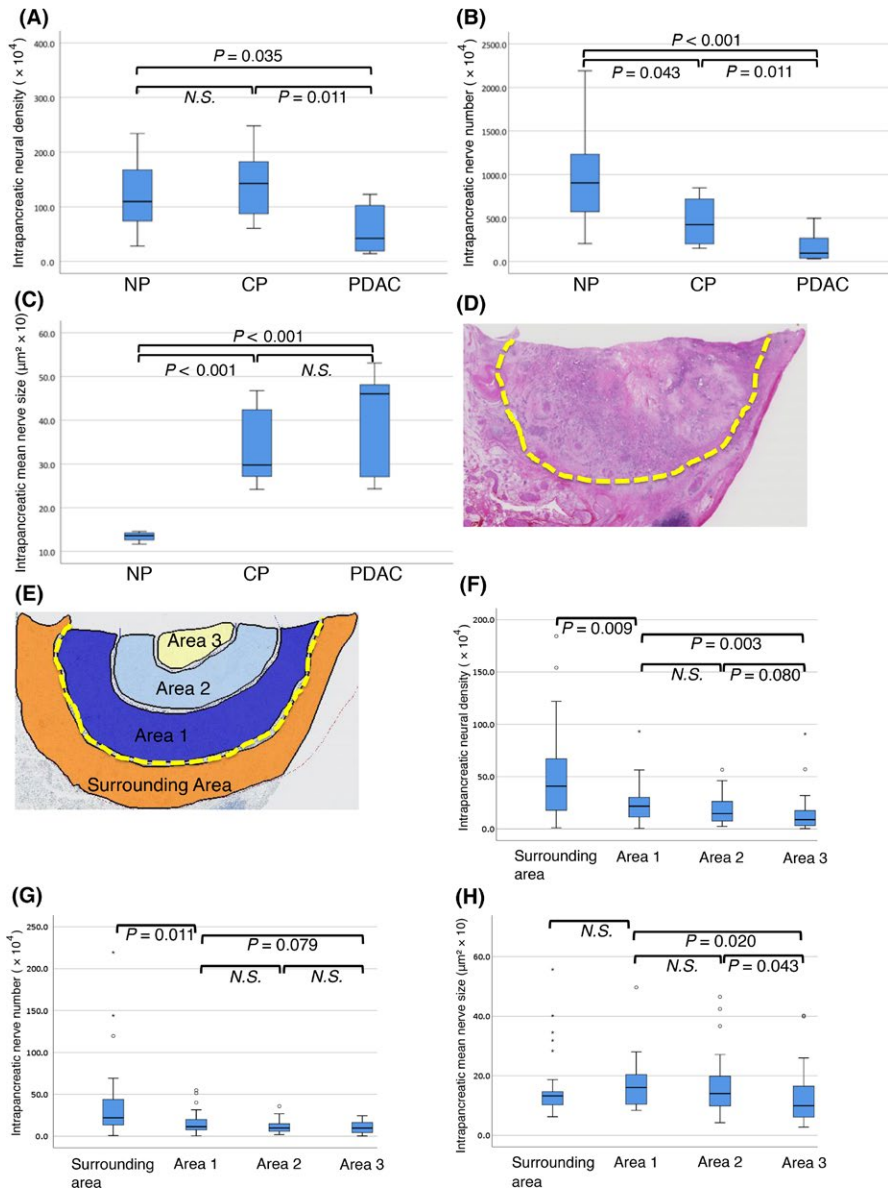 (A)
Intrapancreatic neural density (× 10⁴)
400.0
300.0
200.0
100.0
0.0
P = 0.035
N.S.
P = 0.011
NP CP PDAC
(B)
Intrapancreatic nerve number (× 10⁴)
2500.0
2000.0
1500.0
1000.0
500.0
0.0
P < 0.001
P = 0.043
P = 0.011
NP CP PDAC
(C)
Intrapancreatic mean nerve size (μm² × 10)
60.0
50.0
40.0
30.0
20.0
10.0
P < 0.001
P < 0.001
N.S.
NP CP PDAC
(D)
(E)
Area 3
Area 2
Area 1
Surrounding Area
(F)
Intrapancreatic neural density (× 10⁴)
200.0
150.0
100.0
50.0
0.0
P = 0.009
P = 0.003
N.S.
P = 0.080
Surrounding area
Area 1
Area 2
Area 3
(G)
Intrapancreatic nerve number (× 10⁴)
250.0
200.0
150.0
100.0
50.0
0.0
P = 0.011
P = 0.079
N.S.
N.S.
Surrounding area
Area 1
Area 2
Area 3
(H)
Intrapancreatic mean nerve size (μm² × 10)
60.0
40.0
20.0
0.0
N.S.
P = 0.020
N.S.
P = 0.043
Surrounding area
Area 1
Area 2
Area 3